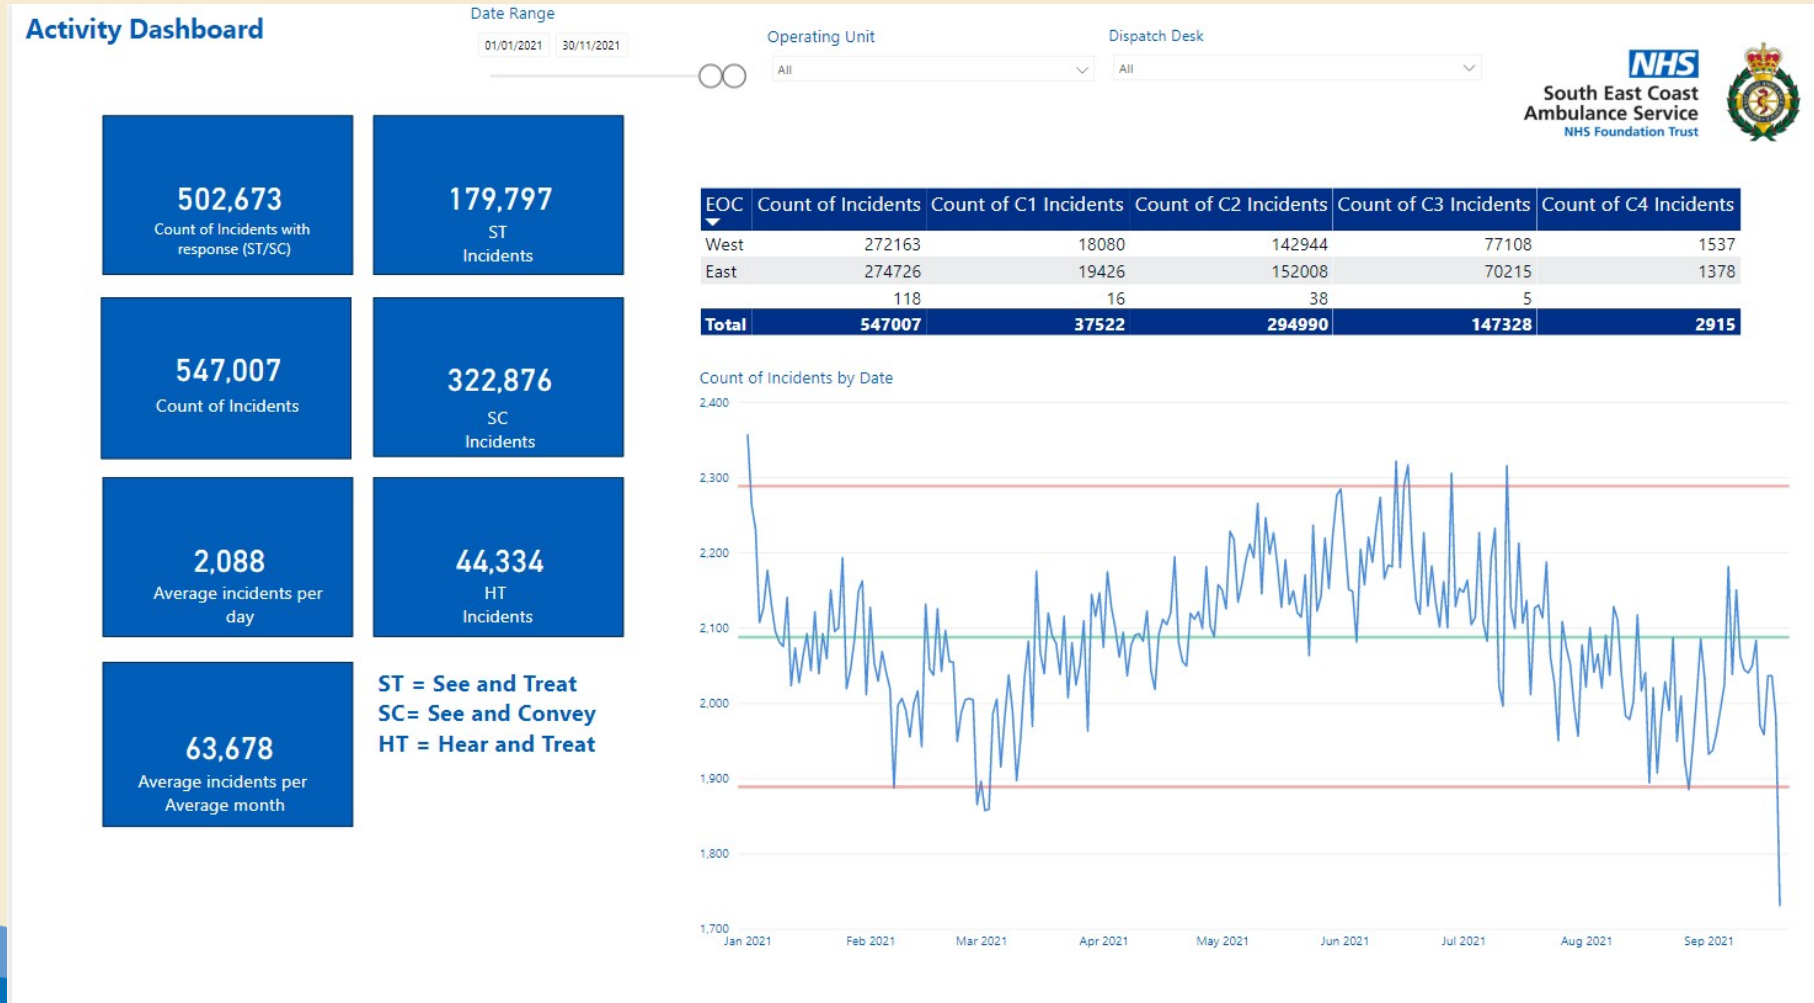 Activity Dashboard
Date Range
01/01/2021 30/11/2021
Operating Unit
All
Dispatch Desk
All
NHS
South East Coast
Ambulance Service
NHS Foundation Trust
502,673
Count of Incidents with
response (ST/SC)
179,797
ST
Incidents
547,007
Count of Incidents
322,876
SC
Incidents
2,088
Average incidents per
day
44,334
HT
Incidents
63,678
Average incidents per
Average month
ST = See and Treat
SC= See and Convey
HT = Hear and Treat
EOC Count of Incidents Count of C1 Incidents Count of C2 Incidents Count of C3 Incidents Count of C4 Incidents
West 272163 18080 142944 77108 1537
East 274726 19426 152008 70215 1378
118 16 38 5
Total 547007 37522 294990 147328 2915
Count of Incidents by Date
2,400
2,300
2,200
2,100
2,000
1,900
1,800
1,700
Jan 2021 Feb 2021 Mar 2021 Apr 2021 May 2021 Jun 2021 Jul 2021 Aug 2021 Sep 2021